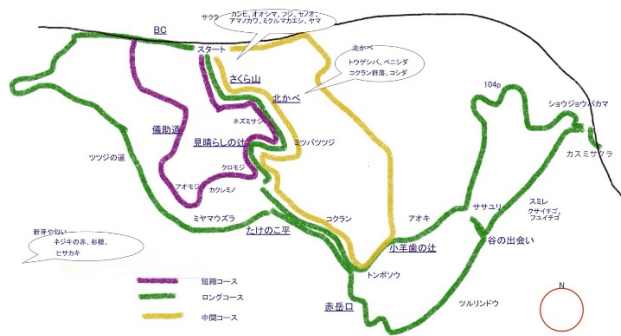 BC
サクラ
カンヒ、オオシマ、フジ、セノオ、
アマノカワ、ミクルマカエシ、ヤマ
スタート
北かべ
トウゲシバ、ベニシダ
コクラン群落、コシダ
さくら山
北かべ
104p
ショウジョウバカマ
ネズミサシ
儀助道
見晴らしの辻
ミツバツツジ
カスミザクラ
ツツジの道
クロモジ
アオモジ
カクレミノ
ササユリ
スミレ
クサイチゴ、
フユイチゴ
ミヤマウズラ
コクラン
アオキ
たけのこ平
小羊歯の辻
谷の出会い
新芽や匂い
ネジキの赤、杉檜、
ヒサカキ
トンボソウ
短縮コース
ロングコース
中間コース
赤岳口
ツルリンドウ
N